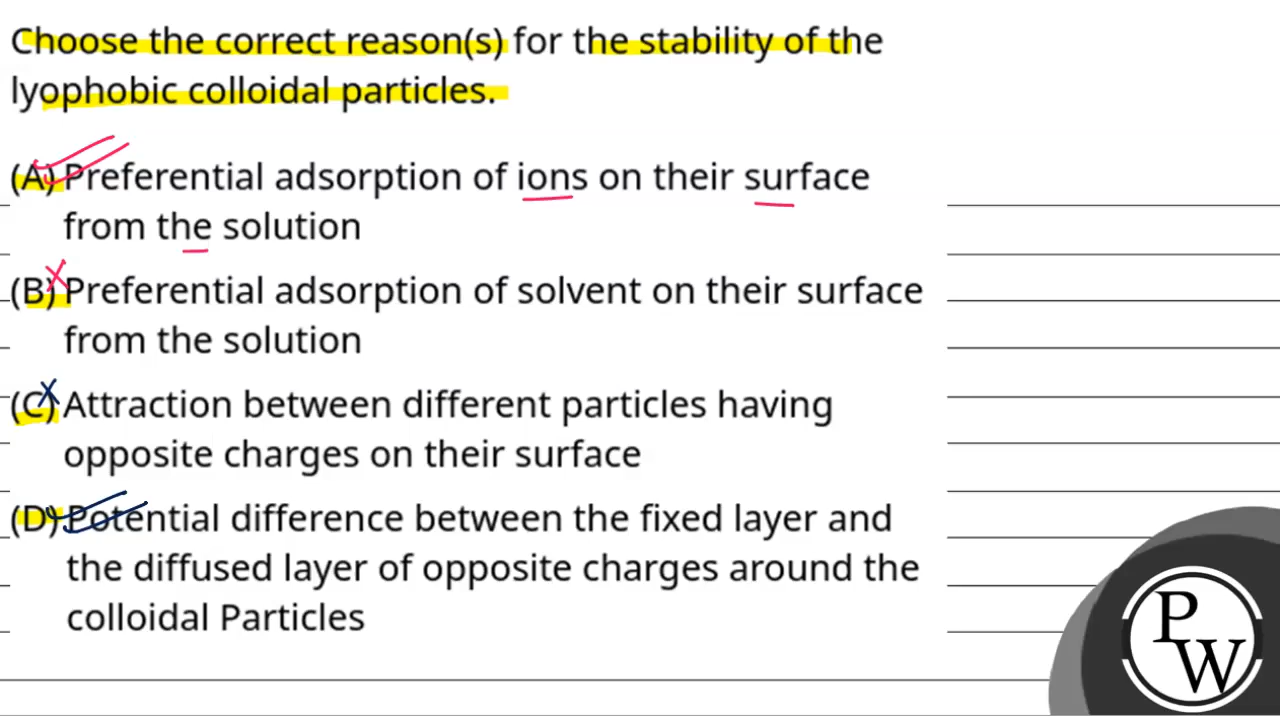 Choose the correct reason(s) for the stability of the
lyophobic colloidal particles.
(A) Preferential adsorption of ions on their surface
from the solution
(B) Preferential adsorption of solvent on their surface
from the solution
(C) Attraction between different particles having
opposite charges on their surface
(D) Potential difference between the fixed layer and
the diffused layer of opposite charges around the
colloidal Particles
P
W